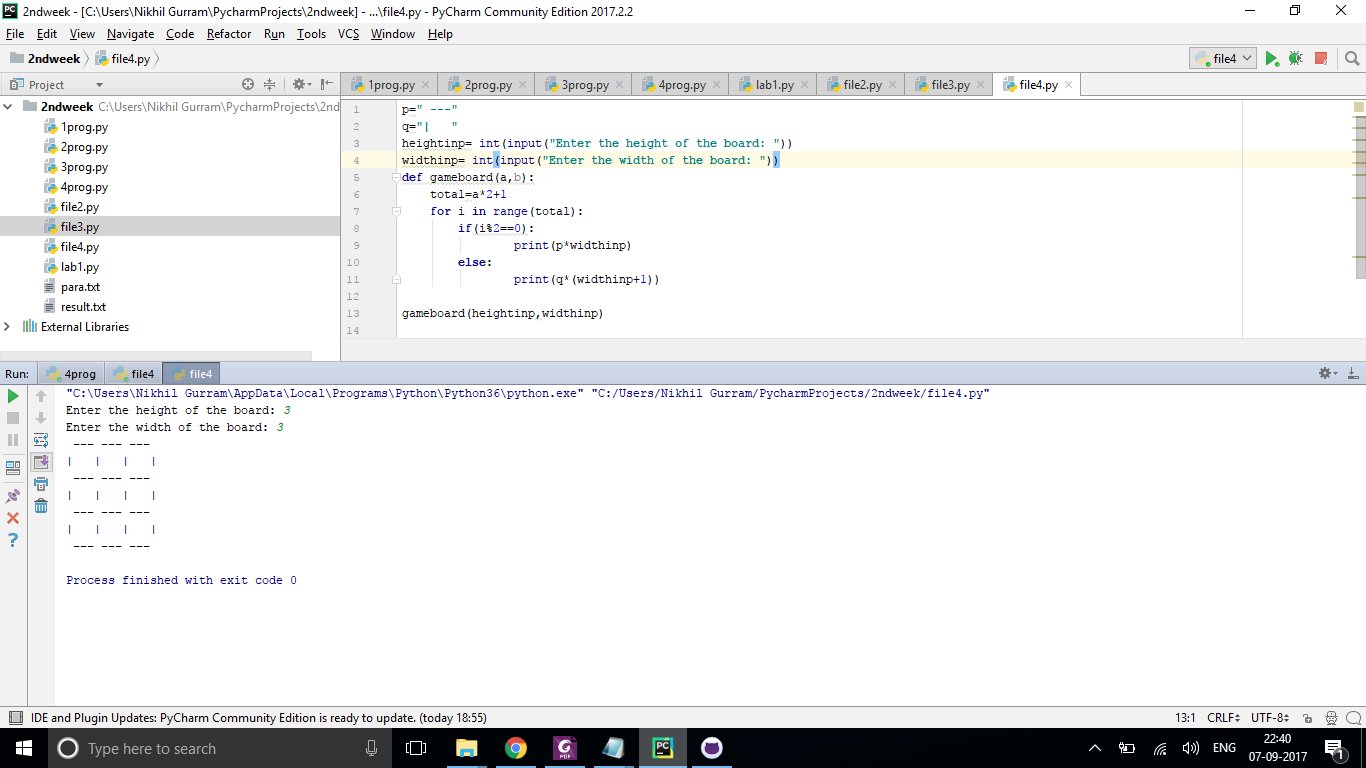 2ndweek - [C:\Users\Nikhil Gurram\PycharmProjects\2ndweek] - ...\file4.py - PyCharm Community Edition 2017.2.2
File Edit View Navigate Code Refactor Run Tools VCS Window Help
2ndweek file4.py file4
Project 1prog.py 2prog.py 3prog.py 4prog.py lab1.py file2.py file3.py file4.py
2ndweek C:\Users\Nikhil Gurram\PycharmProjects\2nd
1prog.py
2prog.py
3prog.py
4prog.py
file2.py
file3.py
file4.py
lab1.py
para.txt
result.txt
External Libraries
1 p=" ---"
2 q="|   "
3 heightinp= int(input("Enter the height of the board: "))
4 widthinp= int(input("Enter the width of the board: "))
5 def gameboard(a,b):
6     total=a*2+1
7     for i in range(total):
8         if(i%2==0):
9                 print(p*widthinp)
10         else:
11                 print(q*(widthinp+1))
12
13 gameboard(heightinp,widthinp)
14
Run: 4prog file4 file4
"C:\Users\Nikhil Gurram\AppData\Local\Programs\Python\Python36\python.exe" "C:/Users/Nikhil Gurram/PycharmProjects/2ndweek/file4.py"
Enter the height of the board: 3
Enter the width of the board: 3
 --- --- ---
|   |   |   |
 --- --- ---
|   |   |   |
 --- --- ---
|   |   |   |
 --- --- ---
Process finished with exit code 0
IDE and Plugin Updates: PyCharm Community Edition is ready to update. (today 18:55) 13:1 CRLF UTF-8
Type here to search ENG 22:40
07-09-2017 1